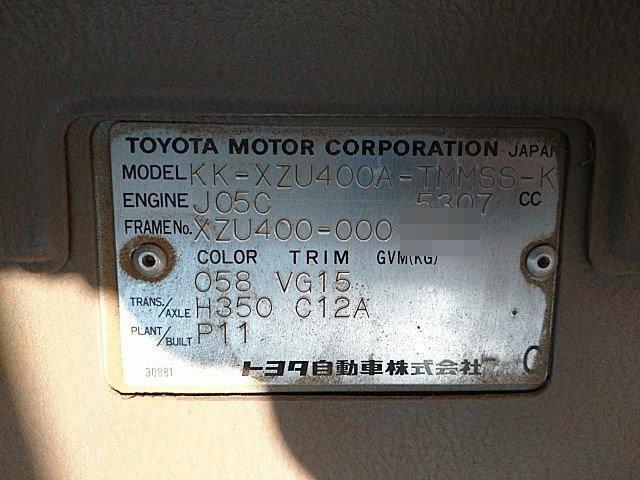 TOYOTA MOTOR CORPORATION JAPAN
MODEL KK-XZU400A-TMMSS-K
ENGINE J05C 5307 CC
FRAME No. XZU400-000
COLOR TRIM GVM(KG)
058 VG15
TRANS./AXLE H350 C12A
PLANT/BUILT P11
30881 トヨタ自動車株式会社 C